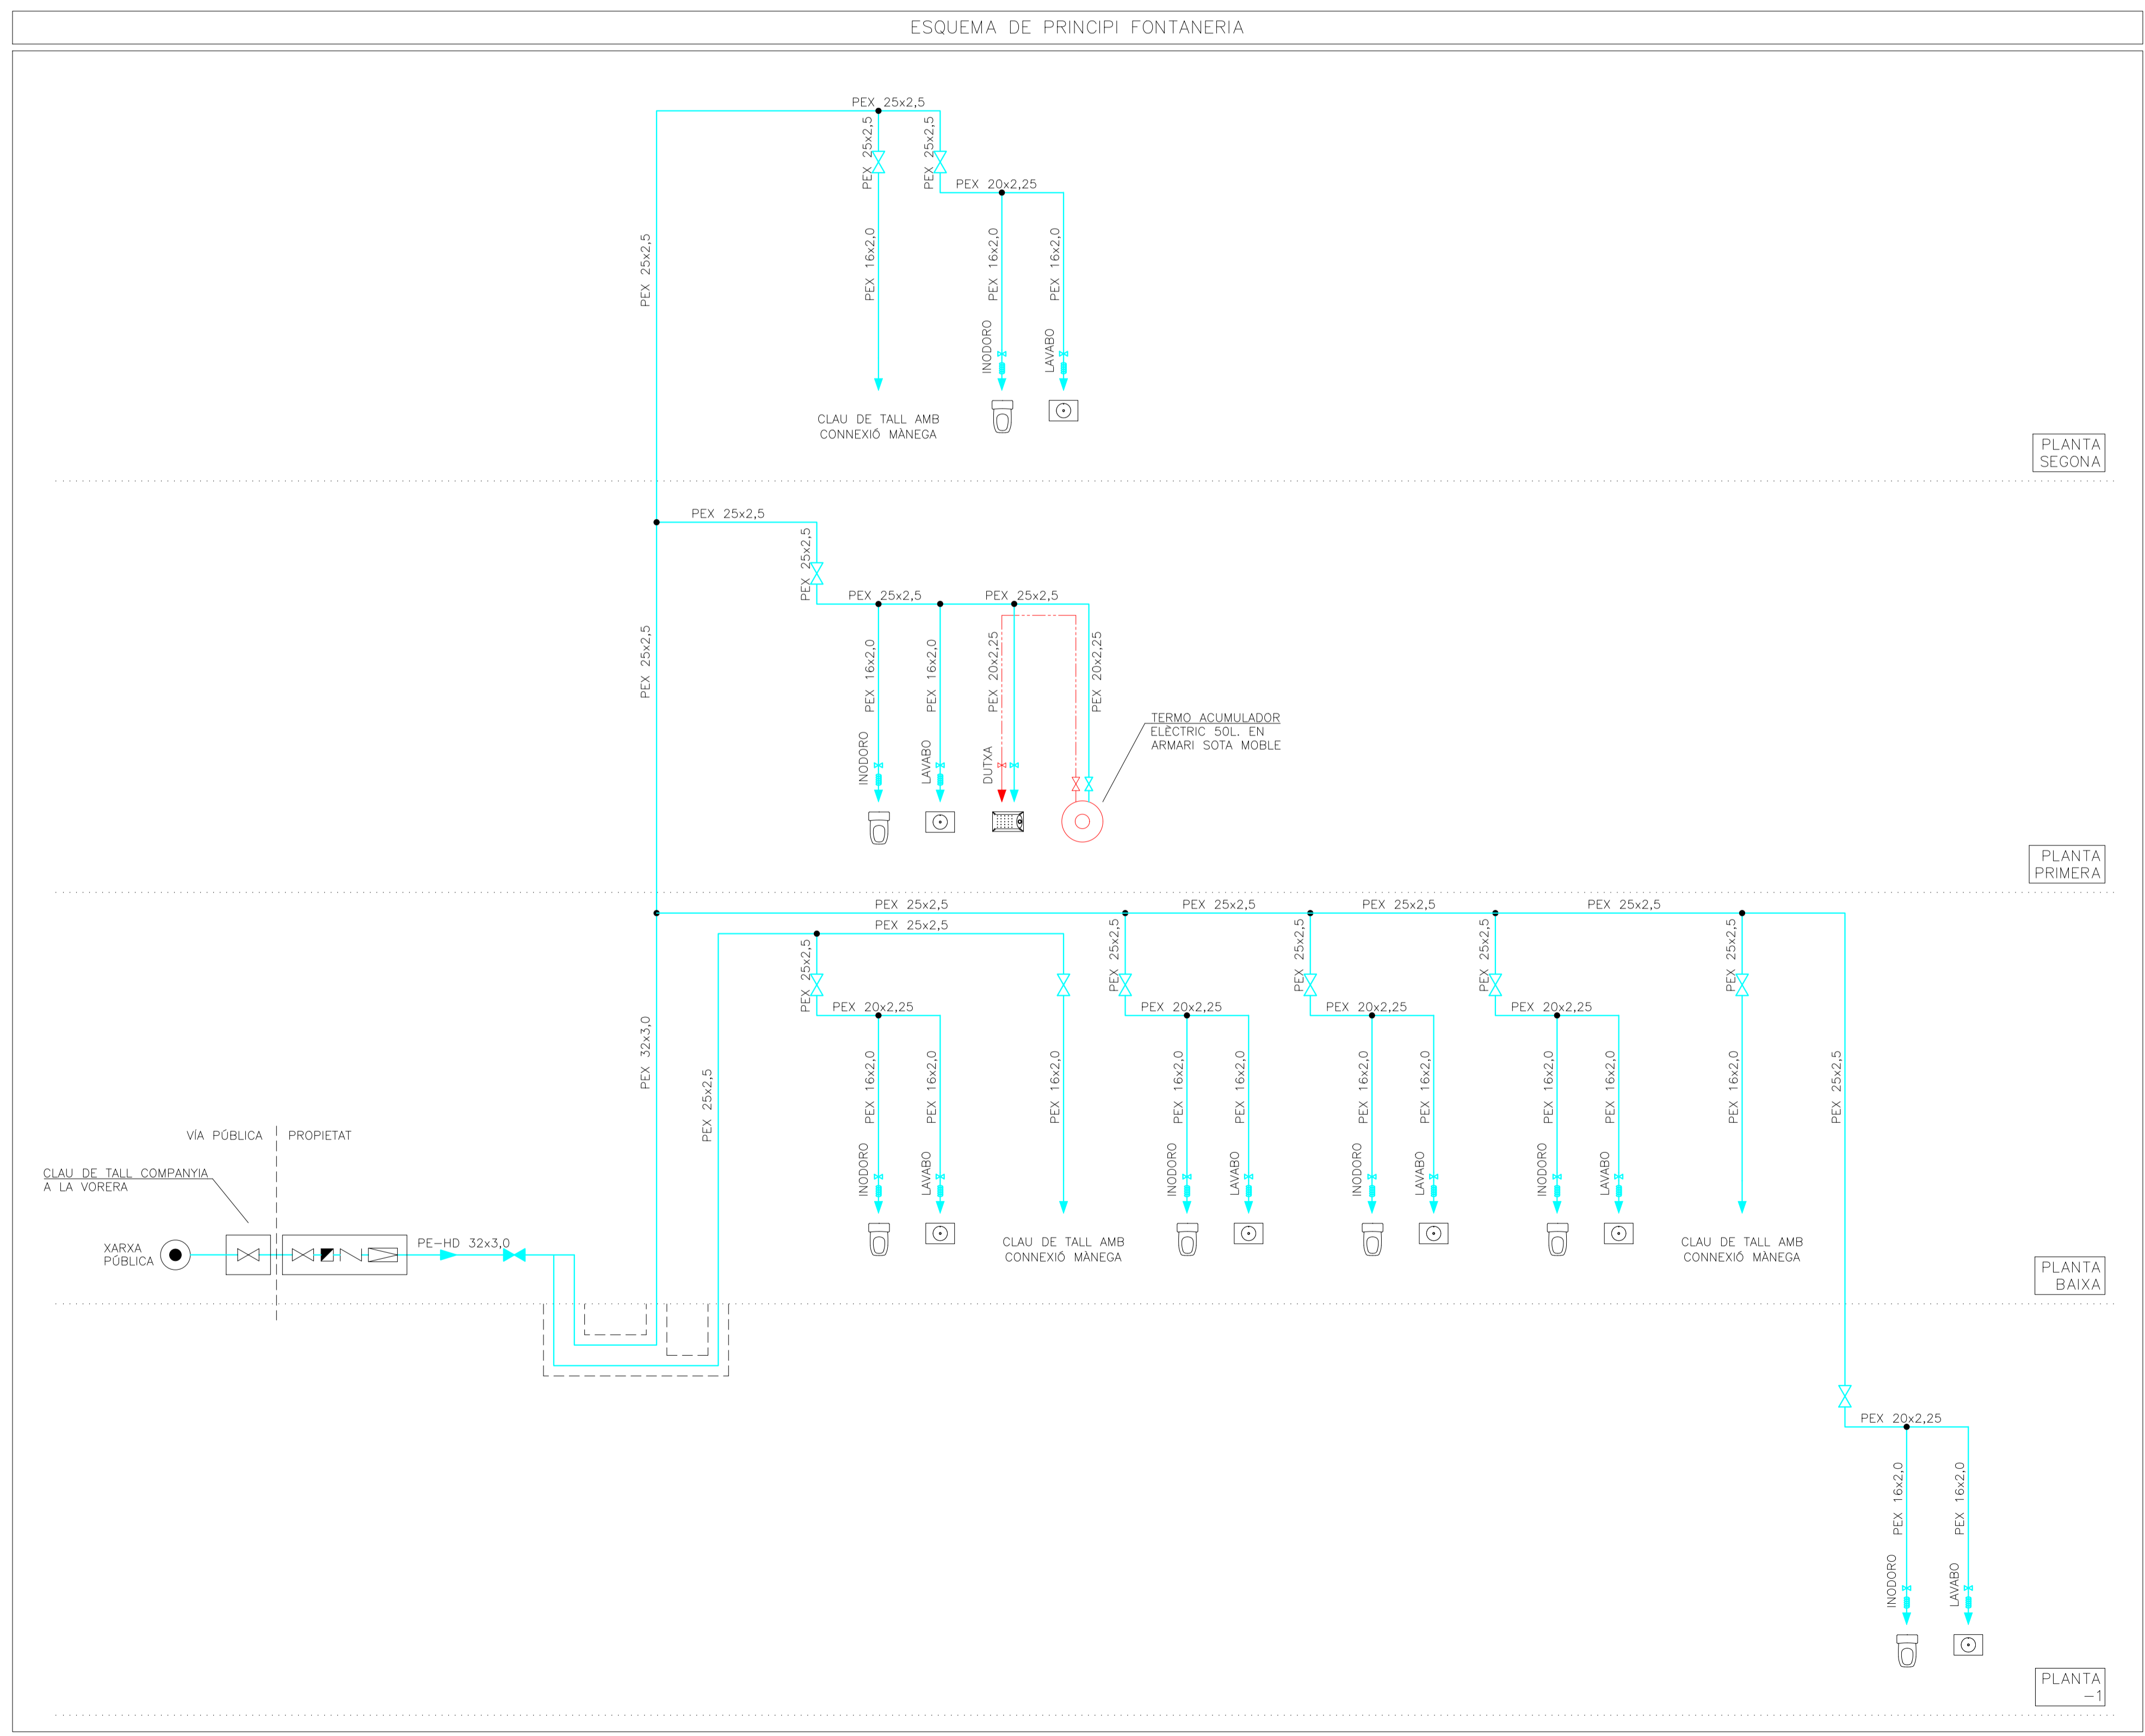 ESQUEMA DE PRINCIPI FONTANERIA
PEX 25x2,5
PEX 25x2,5
PEX 25x2,5
PEX 20x2,25
PEX 25x2,5
PEX 16x2,0
PEX 16x2,0
PEX 16x2,0
INODORO
LAVABO
CLAU DE TALL AMB
CONNEXIÓ MÀNEGA
PLANTA
SEGONA
PEX 25x2,5
PEX 25x2,5
PEX 25x2,5
PEX 25x2,5
PEX 25x2,5
PEX 16x2,0
PEX 16x2,0
PEX 20x2,25
PEX 20x2,25
INODORO
LAVABO
DUTXA
TERMO ACUMULADOR
ELÈCTRIC 50L. EN
ARMARI SOTA MOBLE
PLANTA
PRIMERA
PEX 25x2,5
PEX 25x2,5
PEX 25x2,5
PEX 25x2,5
PEX 25x2,5
PEX 25x2,5
PEX 25x2,5
PEX 25x2,5
PEX 25x2,5
PEX 25x2,5
PEX 20x2,25
PEX 20x2,25
PEX 20x2,25
PEX 20x2,25
PEX 32x3,0
PEX 25x2,5
PEX 16x2,0
PEX 16x2,0
PEX 16x2,0
PEX 16x2,0
PEX 16x2,0
PEX 16x2,0
PEX 16x2,0
PEX 16x2,0
PEX 16x2,0
PEX 16x2,0
PEX 25x2,5
VÍA PÚBLICA
PROPIETAT
CLAU DE TALL COMPANYIA
A LA VORERA
INODORO
LAVABO
INODORO
LAVABO
INODORO
LAVABO
INODORO
LAVABO
XARXA
PÚBLICA
PE-HD 32x3,0
CLAU DE TALL AMB
CONNEXIÓ MÀNEGA
CLAU DE TALL AMB
CONNEXIÓ MÀNEGA
PLANTA
BAIXA
PEX 20x2,25
PEX 16x2,0
PEX 16x2,0
INODORO
LAVABO
PLANTA
-1